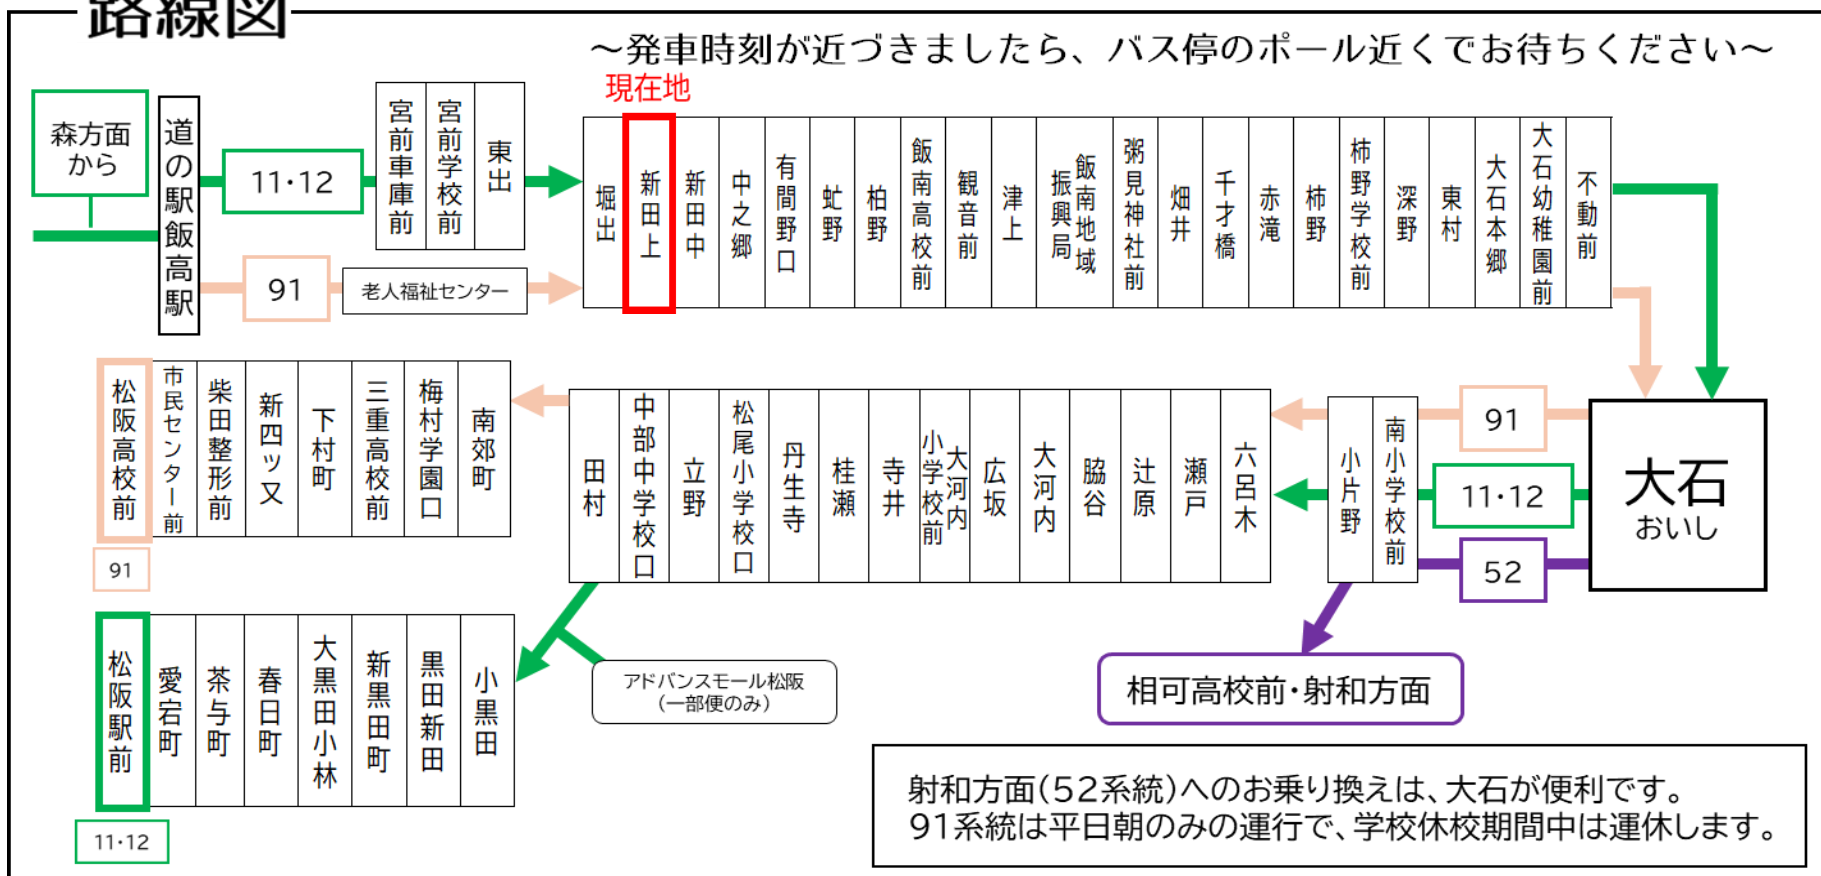 路線図
～発車時刻が近づきましたら、バス停のポール近くでお待ちください～
現在地
森方面
から
道の駅飯高駅
11・12
宮前車庫前
宮前学校前
東出
91
老人福祉センター
堀出
新田上
新田中
中之郷
有間野口
虻野
柏野
飯南高校前
観音前
津上
飯南地域
振興局
粥見神社前
畑井
千才橋
赤滝
柿野
柿野学校前
深野
東村
大石本郷
大石幼稚園前
不動前
大石
おいし
91
11・12
52
南小学校前
小片野
相可高校前・射和方面
六呂木
瀬戸
辻原
脇谷
大河内
広坂
大河内
小学校前
寺井
桂瀬
丹生寺
松尾小学校口
立野
中部中学校口
田村
南郊町
梅村学園口
三重高校前
下村町
新四ツ又
柴田整形前
市民センター前
松阪高校前
91
アドバンスモール松阪
(一部便のみ)
小黒田
黒田新田
新黒田町
大黒田小林
春日町
茶与町
愛宕町
松阪駅前
11・12
射和方面(52系統)へのお乗り換えは、大石が便利です。
91系統は平日朝のみの運行で、学校休校期間中は運休します。